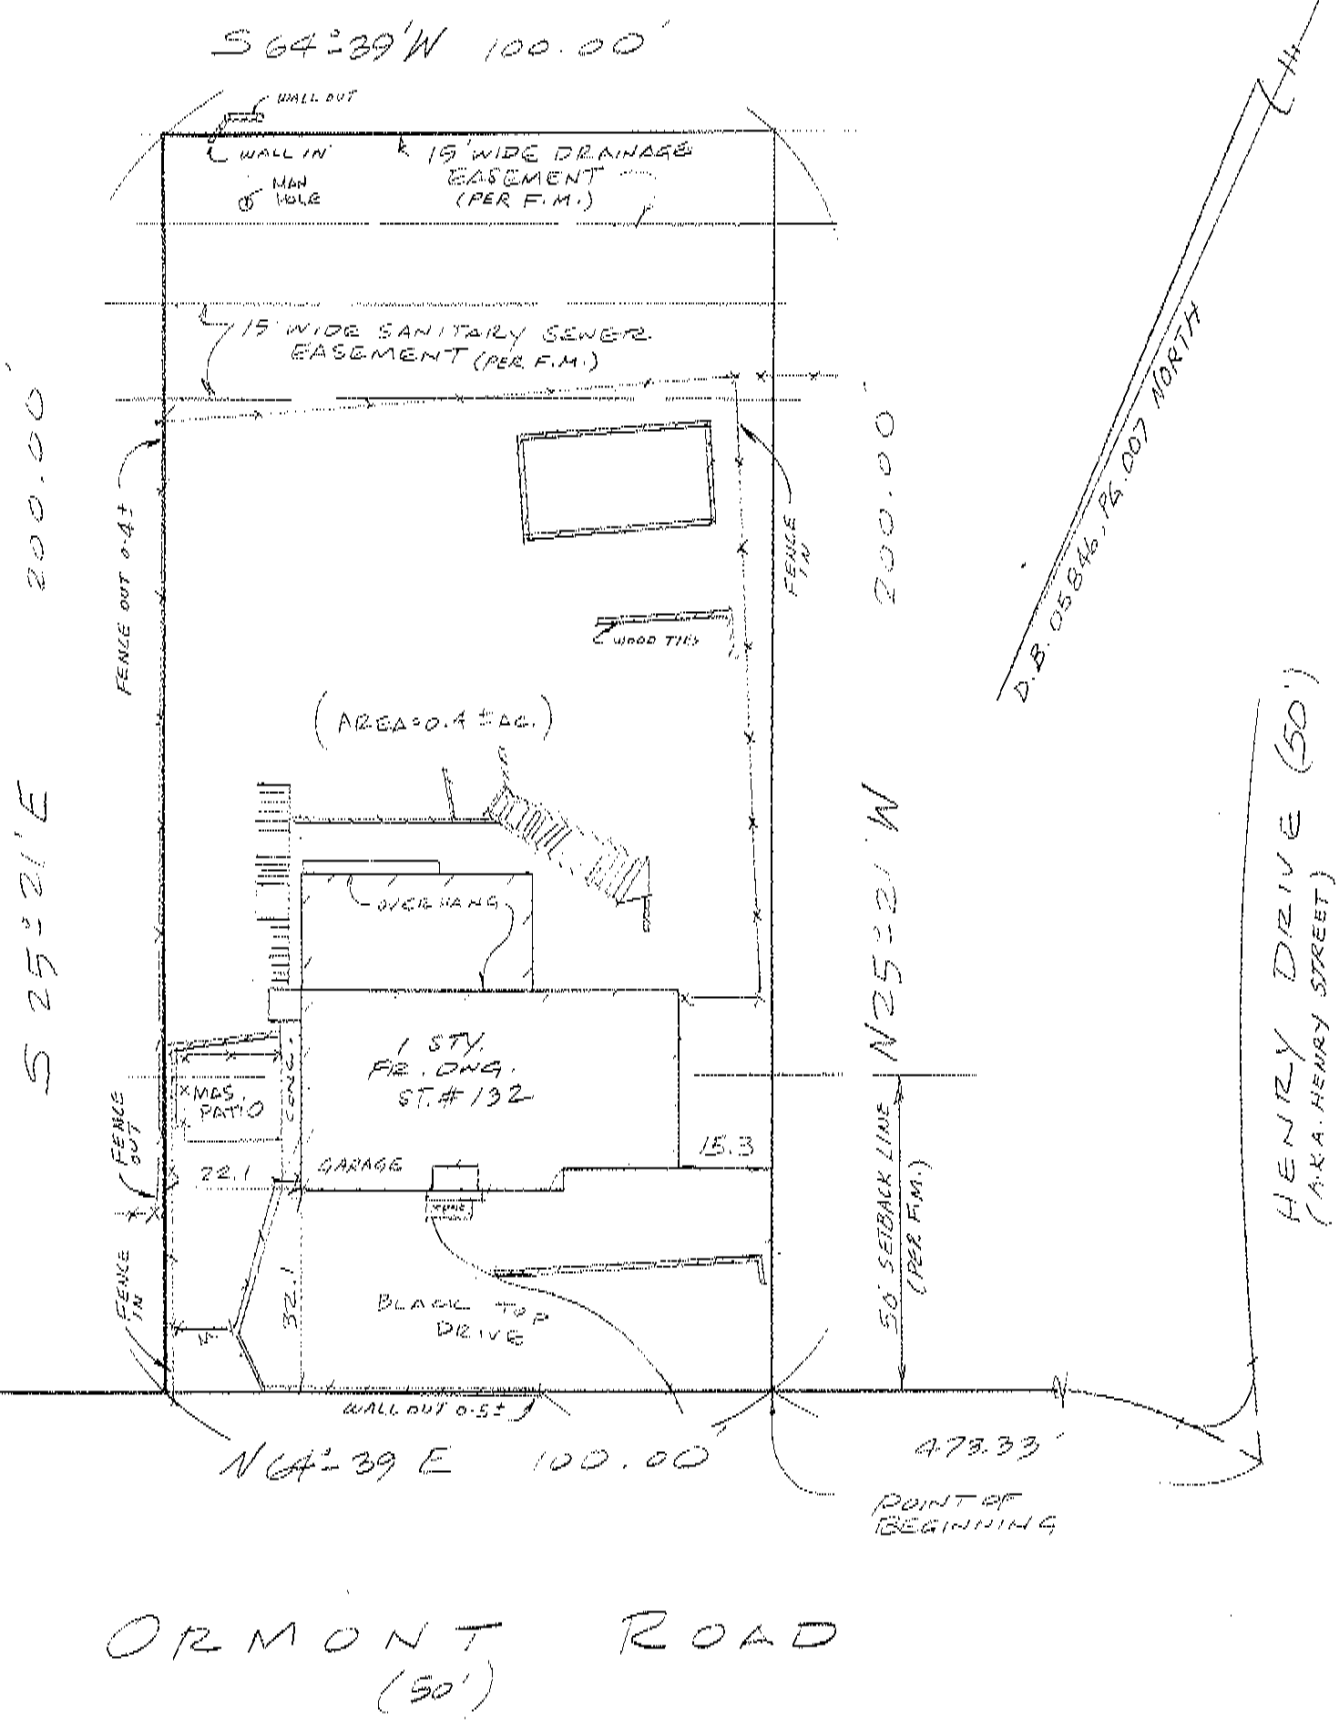 S 64°-39'W 100.00'
WALL OUT
WALL IN
MAN
HOLE
15' WIDE DRAINAGE
EASEMENT
(PER F.M.)
15' WIDE SANITARY SEWER
EASEMENT (PER F.M.)
S 25°-21'E 200.00'
FENCE OUT 0.4±
FENCE
IN
WOOD TIES
(AREA=0.4±AC.)
OVERHANG
1 STY.
FR. DWG.
ST.#132
CONC.
MAS.
PATIO
FENCE
OUT
22.1
GARAGE
15.3
FENCE
IN
32.1
BLACK TOP
DRIVE
WALL OUT 0.5±
N25°-21'W 200.00'
50' SETBACK LINE
(PER F.M.)
D.B. 05846, PG. 007 NORTH
HENRY DRIVE (50')
(A.K.A. HENRY STREET)
N64°-39 E 100.00'
473.33'
POINT OF
BEGINNING
ORMONT ROAD
(50')